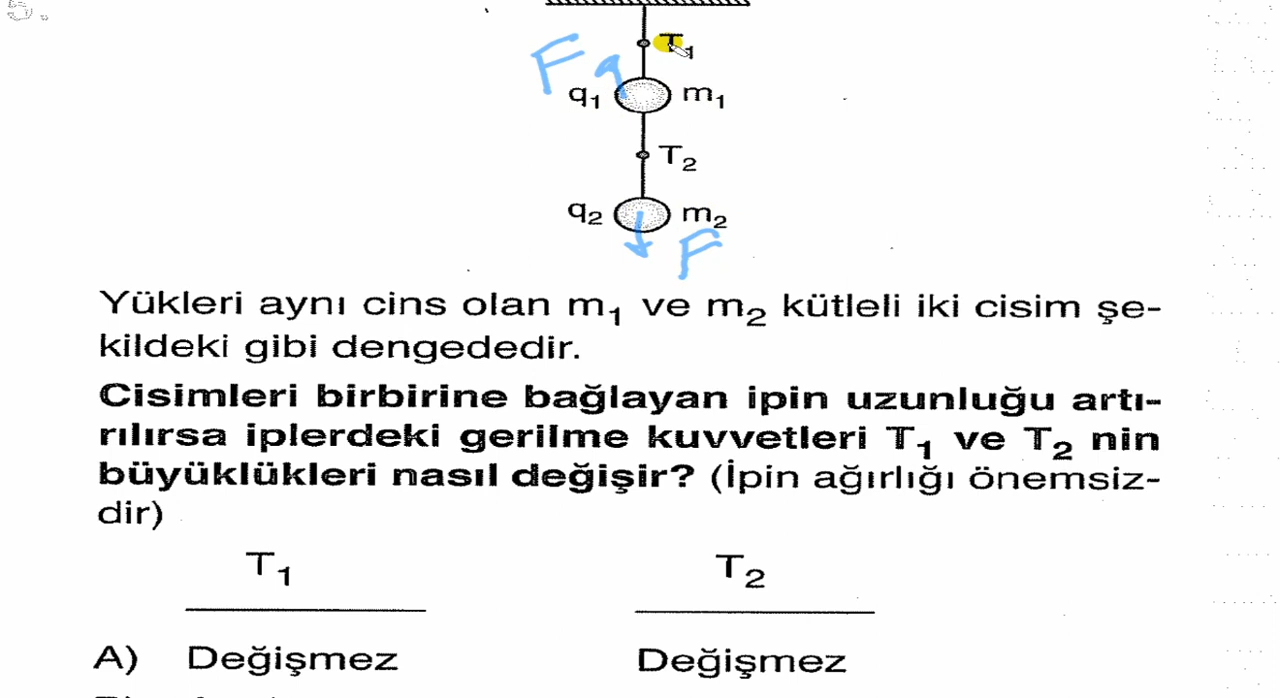 5.
T₁
F
q₁ m₁
T₂
q₂ m₂
F
Yükleri aynı cins olan m₁ ve m₂ kütleli iki cisim şe-
kildeki gibi dengededir.
Cisimleri birbirine bağlayan ipin uzunluğu artı-
rılırsa iplerdeki gerilme kuvvetleri T₁ ve T₂ nin
büyüklükleri nasıl değişir? (İpin ağırlığı önemsiz-
dir)
T₁ T₂
A) Değişmez Değişmez